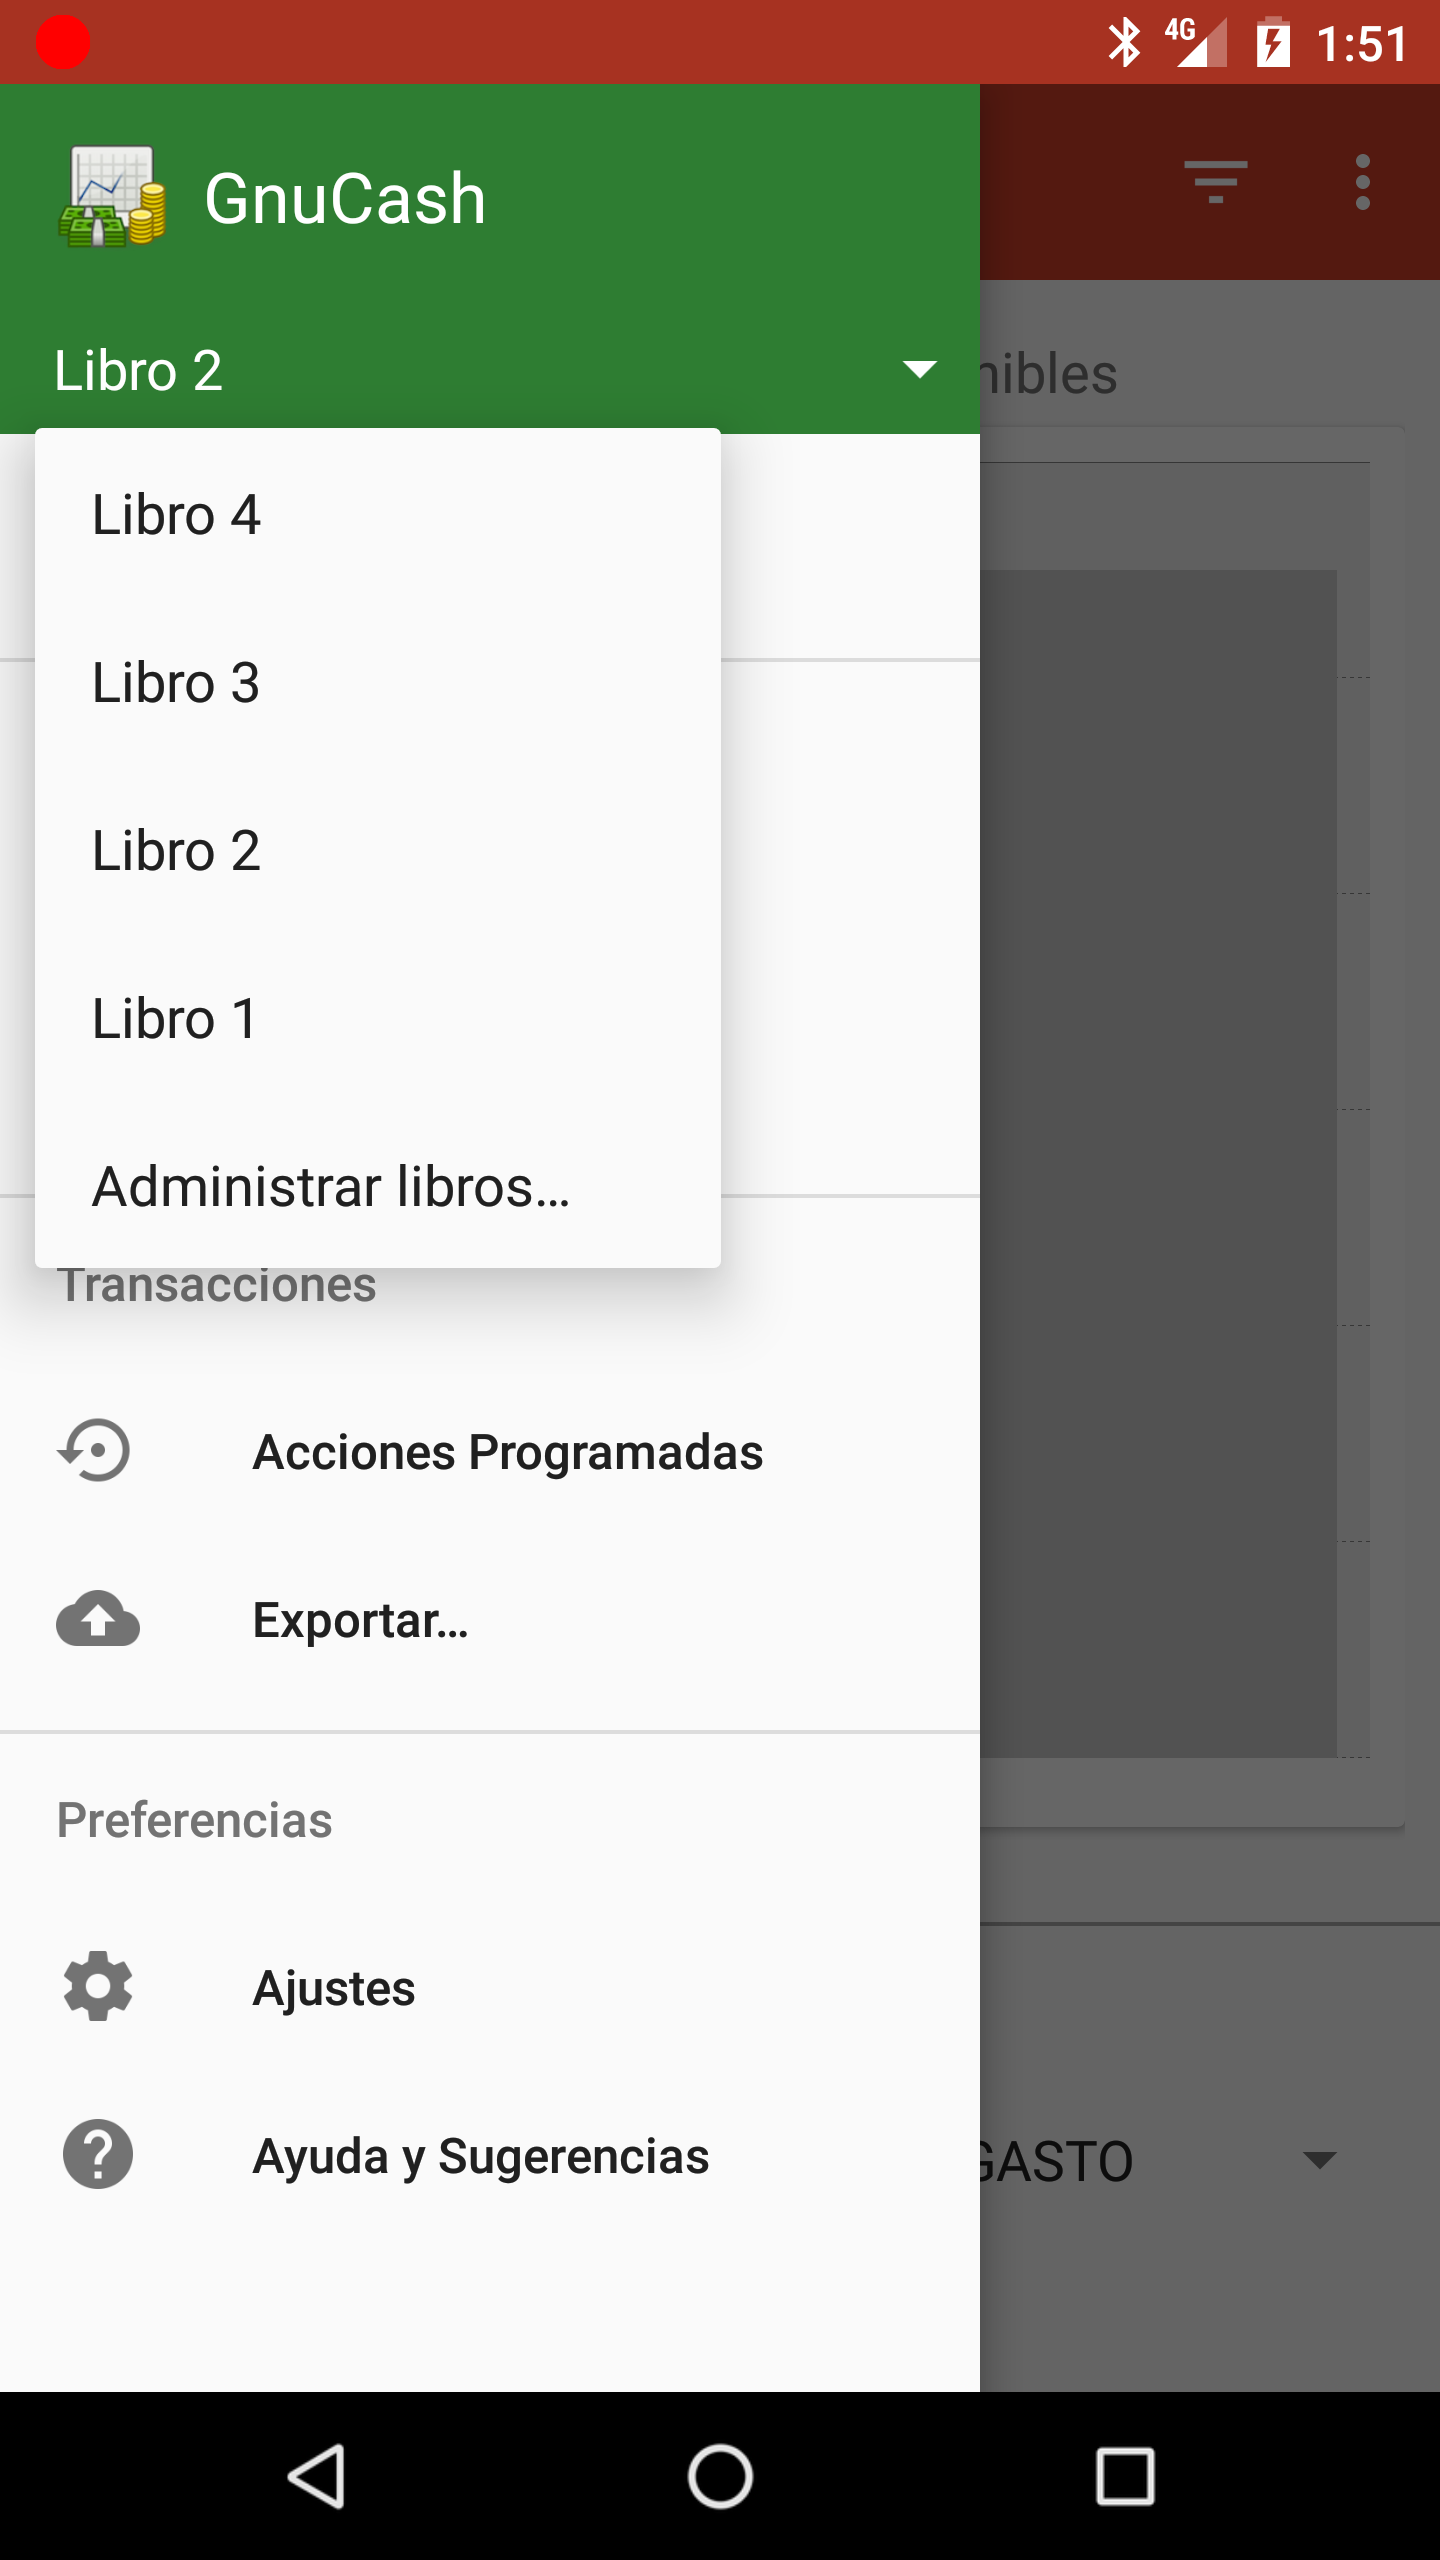 4G 1:51
GnuCash
Libro 2
nibles
Libro 4
Libro 3
Libro 2
Libro 1
Administrar libros...
Transacciones
Acciones Programadas
Exportar...
Preferencias
Ajustes
Ayuda y Sugerencias
GASTO